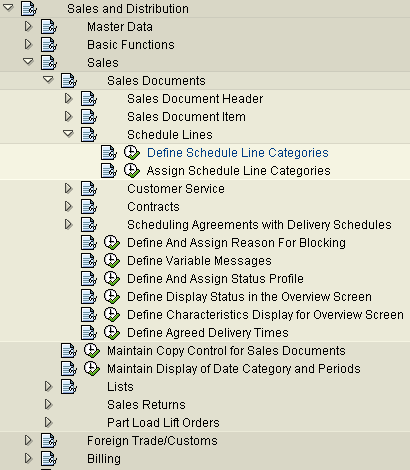 Sales and Distribution
Master Data
Basic Functions
Sales
Sales Documents
Sales Document Header
Sales Document Item
Schedule Lines
Define Schedule Line Categories
Assign Schedule Line Categories
Customer Service
Contracts
Scheduling Agreements with Delivery Schedules
Define And Assign Reason For Blocking
Define Variable Messages
Define And Assign Status Profile
Define Display Status in the Overview Screen
Define Characteristics Display for Overview Screen
Define Agreed Delivery Times
Maintain Copy Control for Sales Documents
Maintain Display of Date Category and Periods
Lists
Sales Returns
Part Load Lift Orders
Foreign Trade/Customs
Billing